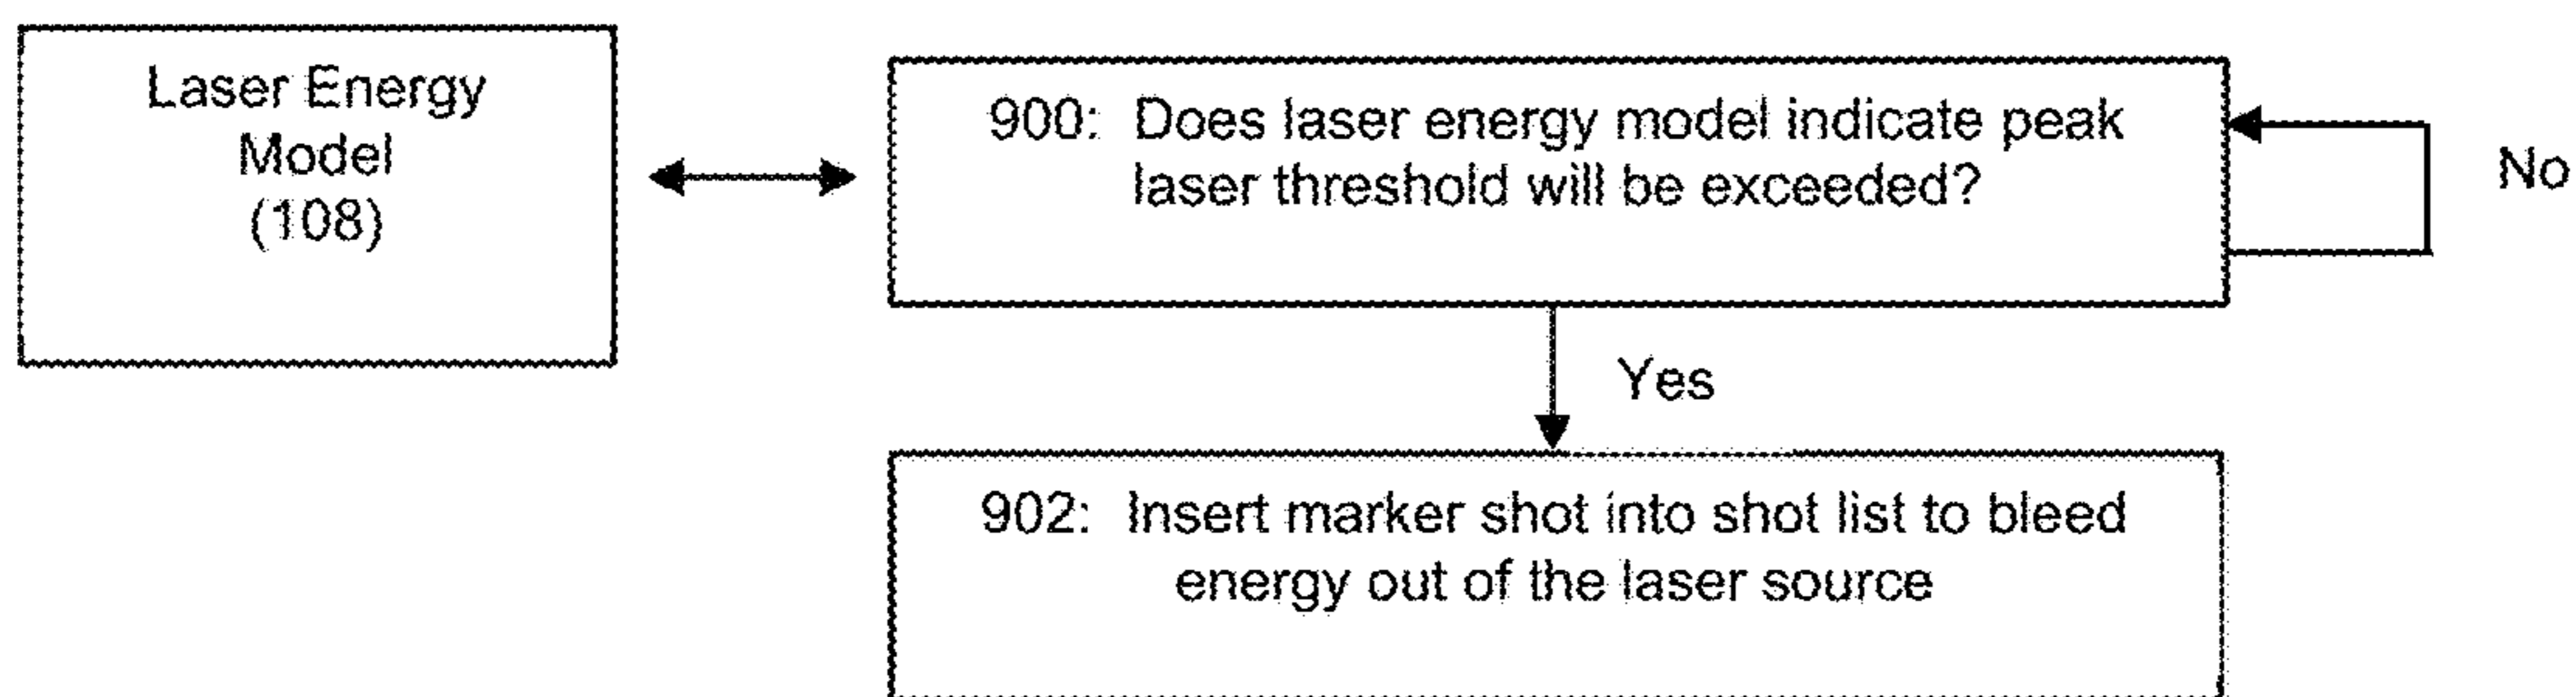 Laser Energy
Model
(108)
900: Does laser energy model indicate peak
laser threshold will be exceeded?
No
Yes
902: Insert marker shot into shot list to bleed
energy out of the laser source